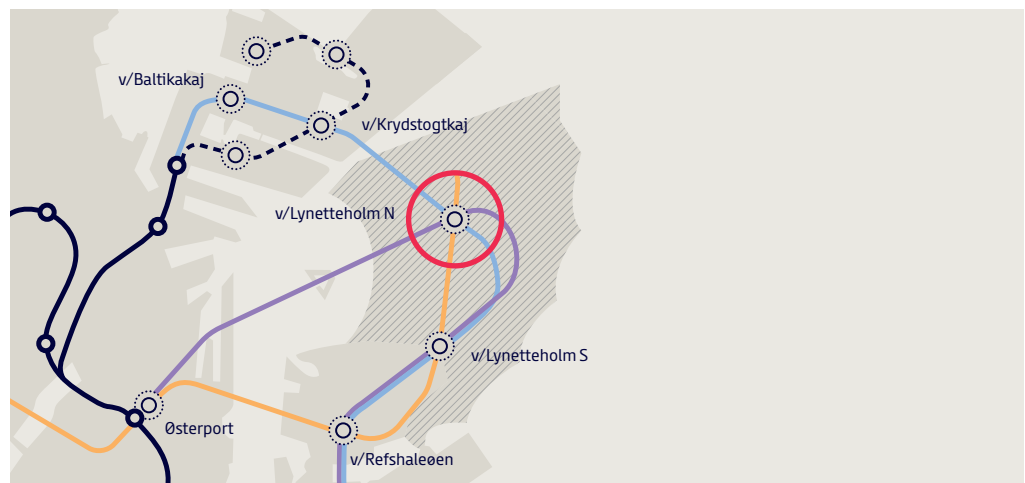 v/Baltikakaj
v/Krydstogtkaj
v/Lynetteholm N
v/Lynetteholm S
Østerport
v/Refshaleøen